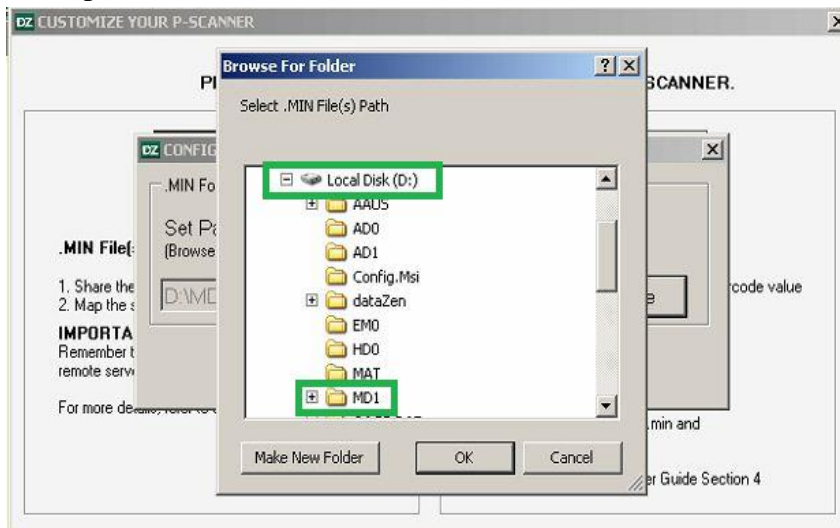 DZ CUSTOMIZE YOUR P-SCANNER
SCANNER.
Browse For Folder
Select .MIN File(s) Path
Local Disk (D:)
AAUS
AD0
AD1
Config.Msi
dataZen
EM0
HD0
MAT
MD1
Make New Folder
OK
Cancel
DZ CONFIG
.MIN Fo
Set Pa
(Browse
D:\MD
.MIN File(
1. Share the
2. Map the s
IMPORTA
Remember t
remote serv
For more
rcode value
.min and
er Guide Section 4